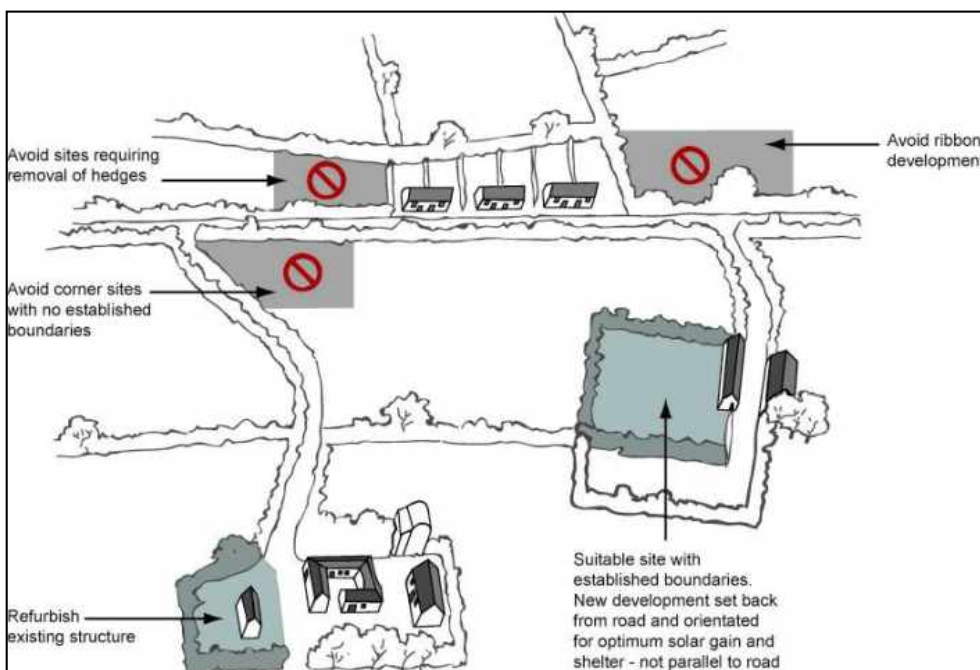 Avoid sites requiring
removal of hedges
Avoid ribbon
development
Avoid corner sites
with no established
boundaries
Refurbish
existing structure
Suitable site with
established boundaries.
New development set back
from road and orientated
for optimum solar gain and
shelter - not parallel to road